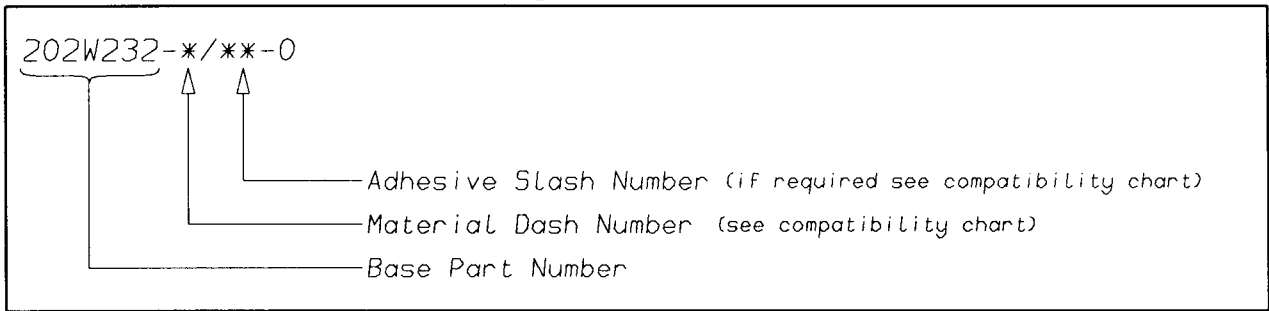 202W232-*/**-0
Adhesive Slash Number (if required see compatibility chart)
Material Dash Number (see compatibility chart)
Base Part Number